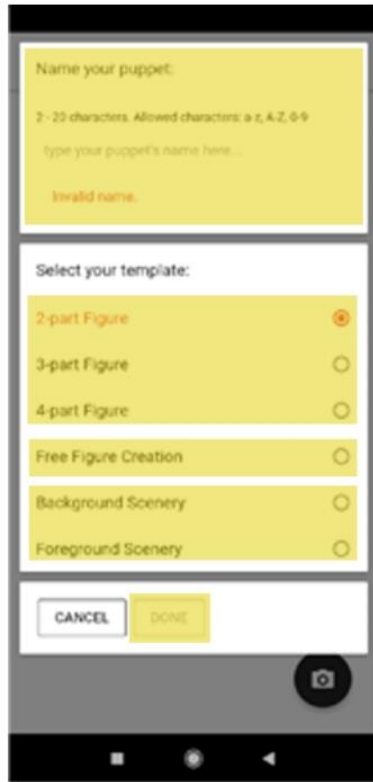 Name your puppet:
2 - 20 characters. Allowed characters: a-z, A-Z, 0-9
type your puppet's name here...
Invalid name.
Select your template:
2-part Figure
3-part Figure
4-part Figure
Free Figure Creation
Background Scenery
Foreground Scenery
CANCEL DONE